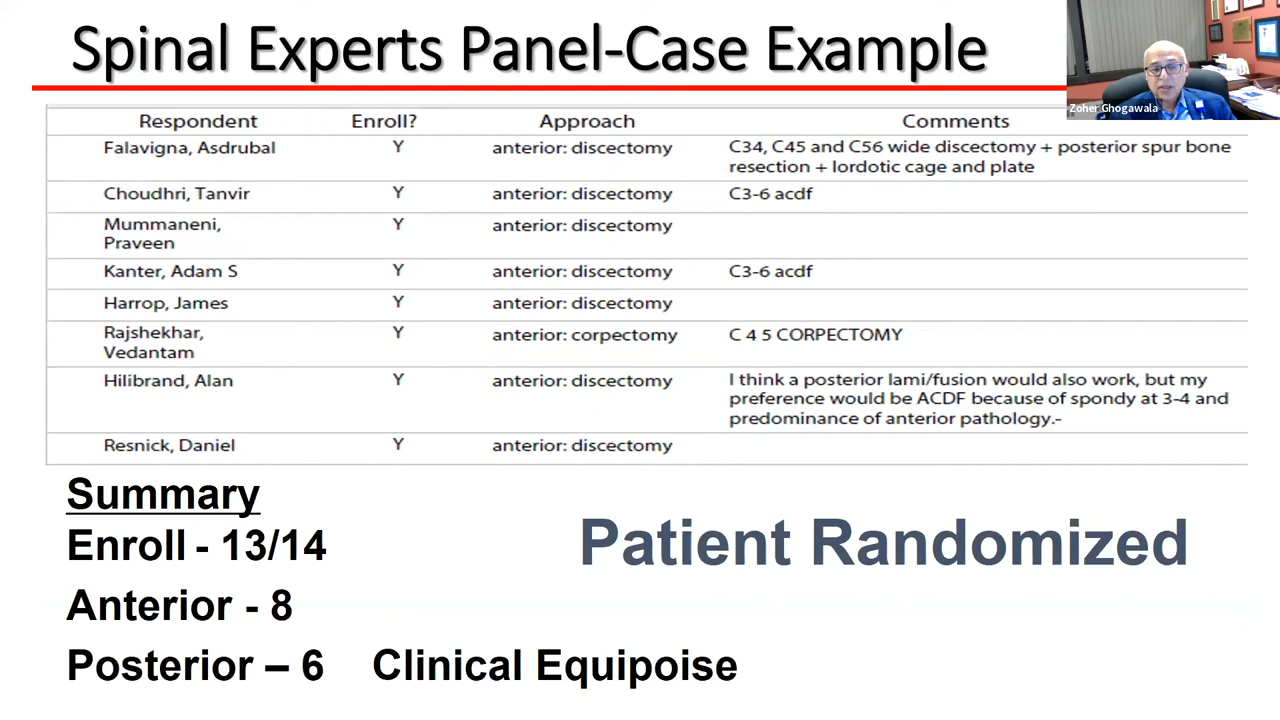 Spinal Experts Panel-Case Example
Zoher Ghogawala
Respondent Enroll? Approach Comments
Falavigna, Asdrubal Y anterior: discectomy C34, C45 and C56 wide discectomy + posterior spur bone
resection + lordotic cage and plate
Choudhri, Tanvir Y anterior: discectomy C3-6 acdf
Mummaneni, Y anterior: discectomy
Praveen
Kanter, Adam S Y anterior: discectomy C3-6 acdf
Harrop, James Y anterior: discectomy
Rajshekhar, Y anterior: corpectomy C 4 5 CORPECTOMY
Vedantam
Hilibrand, Alan Y anterior: discectomy I think a posterior lami/fusion would also work, but my
preference would be ACDF because of spondy at 3-4 and
predominance of anterior pathology.-
Resnick, Daniel Y anterior: discectomy
Summary
Enroll - 13/14
Patient Randomized
Anterior - 8
Posterior – 6 Clinical Equipoise